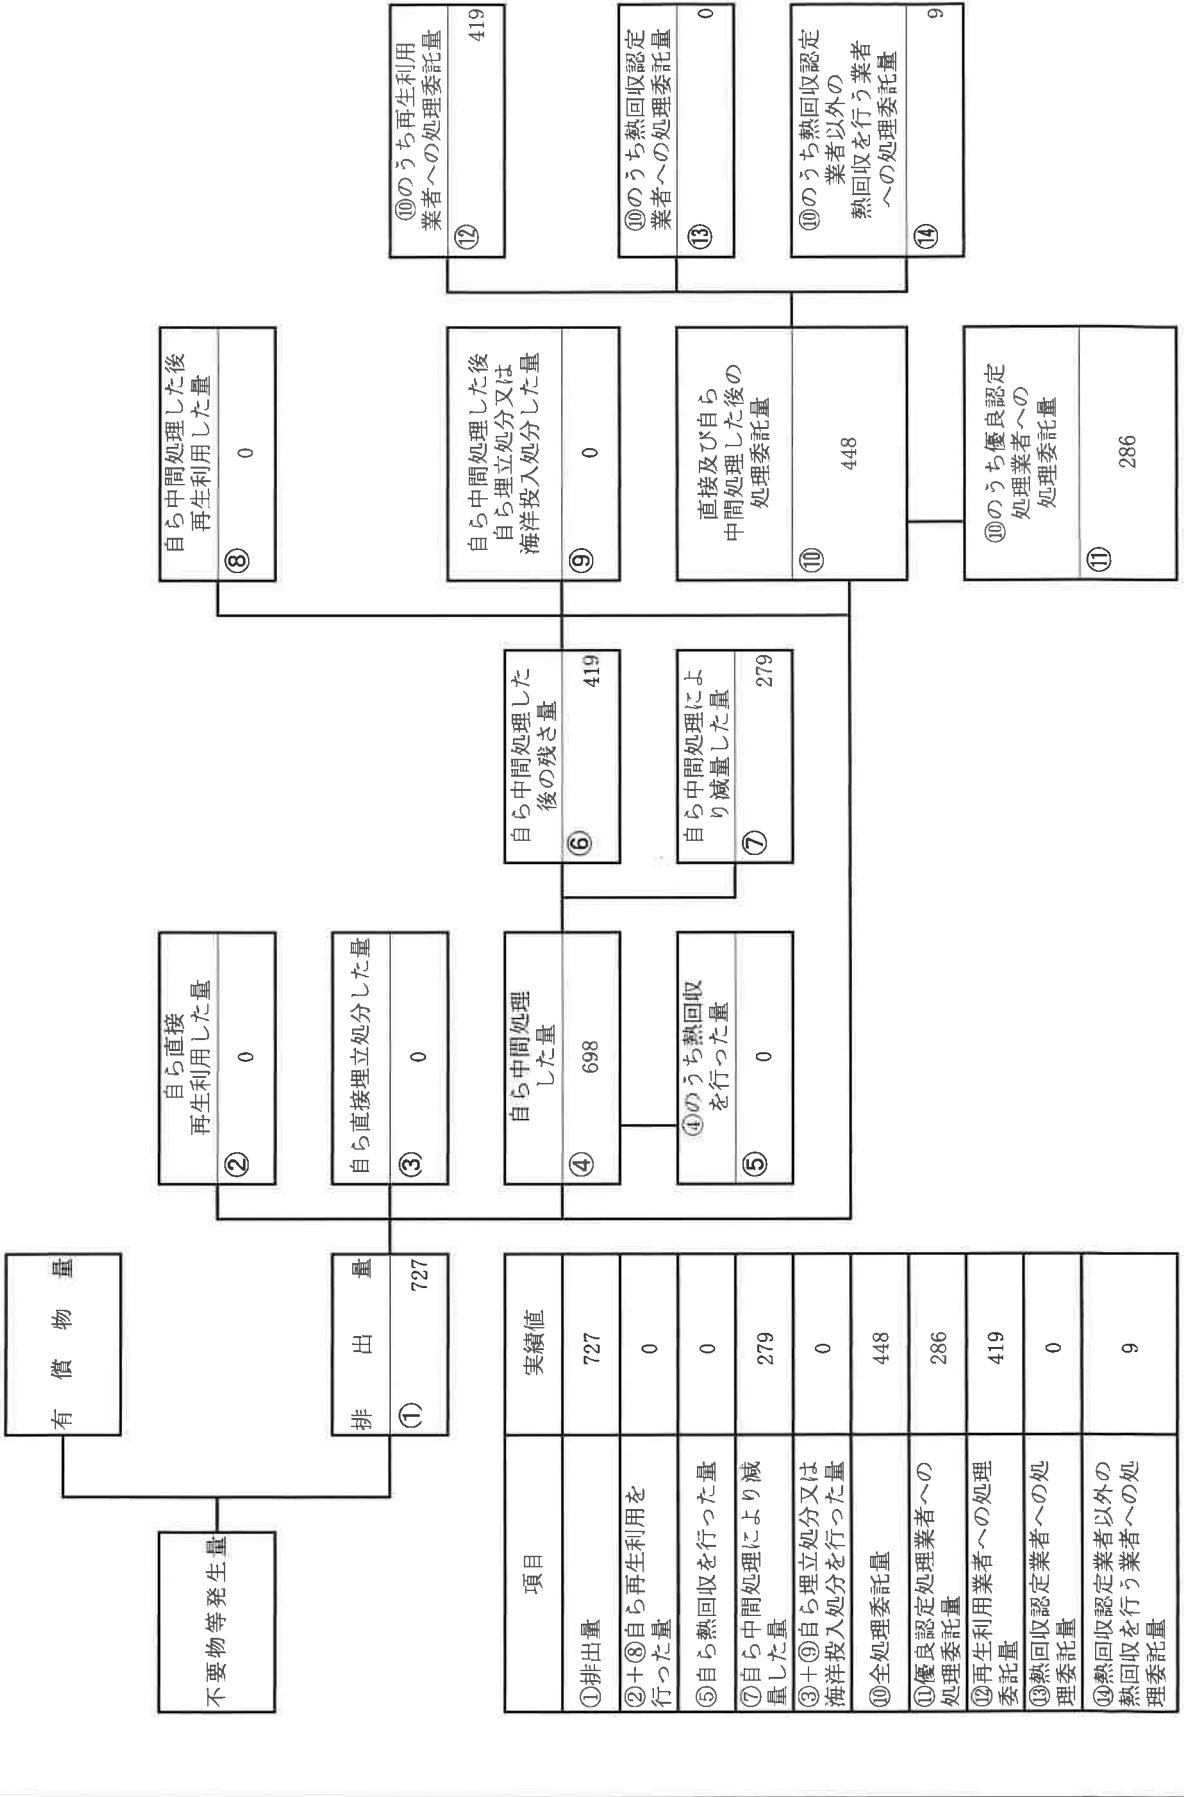 不要物等発生量
有償物量
排出量
① 727
自ら直接
再生利用した量
② 0
自ら直接埋立処分した量
③ 0
自ら中間処理
した量
④ 698
④のうち熱回収
を行った量
⑤ 0
自ら中間処理した
後の残さ量
⑥ 419
自ら中間処理によ
り減量した量
⑦ 279
自ら中間処理した後
再生利用した量
⑧ 0
自ら中間処理した後
自ら埋立処分又は
海洋投入処分した量
⑨ 0
直接及び自ら
中間処理した後の
処理委託量
⑩ 448
⑩のうち優良認定
処理業者への
処理委託量
⑪ 286
⑩のうち再生利用
業者への処理委託量
⑫ 419
⑩のうち熱回収認定
業者への処理委託量
⑬ 0
⑩のうち熱回収認定
業者以外の
熱回収を行う業者
への処理委託量
⑭ 9
項目 実績値
①排出量 727
②+⑧自ら再生利用を
行った量 0
⑤自ら熱回収を行った量 0
⑦自ら中間処理により減
量した量 279
③+⑨自ら埋立処分又は
海洋投入処分を行った量 0
⑩全処理委託量 448
⑪優良認定処理業者への
処理委託量 286
⑫再生利用業者への処理
委託量 419
⑬熱回収認定業者への処
理委託量 0
⑭熱回収認定業者以外の
熱回収を行う業者への処
理委託量 9